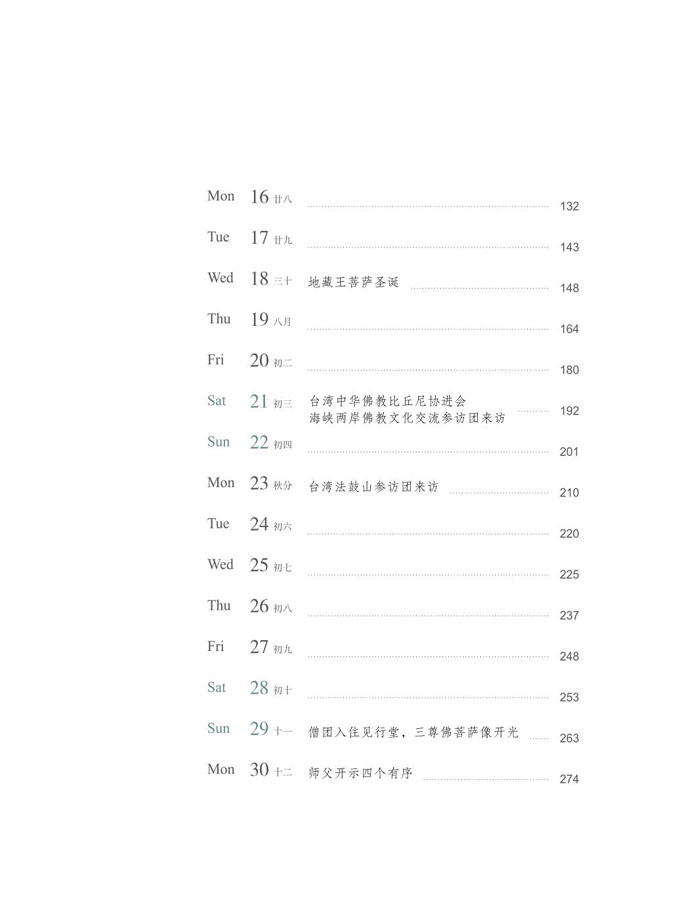 Mon 16 廿八 132
Tue 17 廿九 143
Wed 18 三十 地藏王菩萨圣诞 148
Thu 19 八月 164
Fri 20 初二 180
Sat 21 初三 台湾中华佛教比丘尼协进会
海峡两岸佛教文化交流参访团来访 192
Sun 22 初四 201
Mon 23 秋分 台湾法鼓山参访团来访 210
Tue 24 初六 220
Wed 25 初七 225
Thu 26 初八 237
Fri 27 初九 248
Sat 28 初十 253
Sun 29 十一 僧团入住见行堂，三尊佛菩萨像开光 263
Mon 30 十二 师父开示四个有序 274